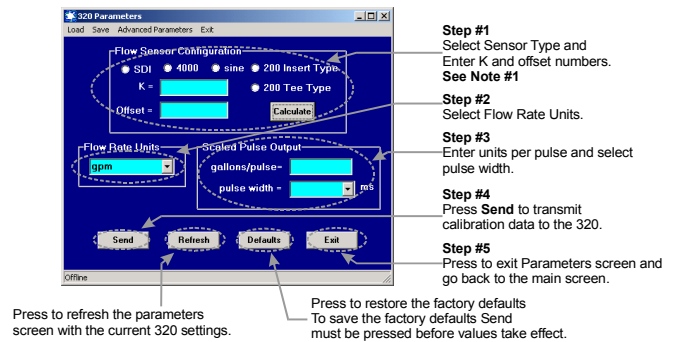 320 Parameters
Load Save Advanced Parameters Exit
Flow Sensor Configuration
SDI 4000 sine 200 Insert Type
K =
200 Tee Type
Offset =
Calculate
Flow Rate Units
gpm
Scaled Pulse Output
gallons/pulse=
pulse width =
ms
Send
Refresh
Defaults
Exit
Offline
Step #1
Select Sensor Type and
Enter K and offset numbers.
See Note #1
Step #2
Select Flow Rate Units.
Step #3
Enter units per pulse and select
pulse width.
Step #4
Press Send to transmit
calibration data to the 320.
Step #5
Press to exit Parameters screen and
go back to the main screen.
Press to refresh the parameters
screen with the current 320 settings.
Press to restore the factory defaults
To save the factory defaults Send
must be pressed before values take effect.